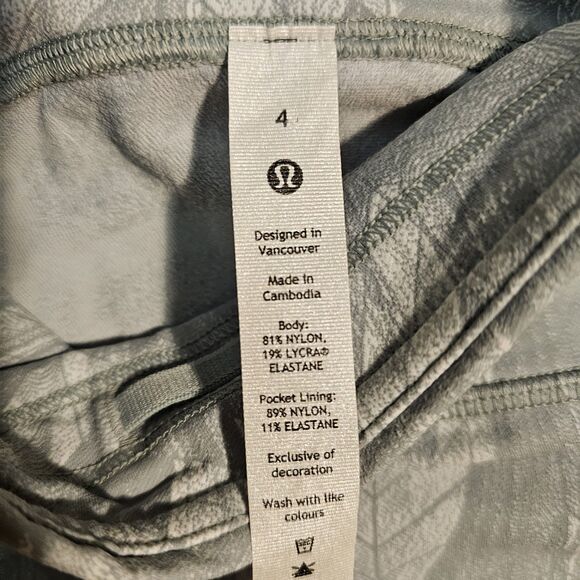 4
Designed in
Vancouver
Made in
Cambodia
Body:
81% NYLON,
19% LYCRA®
ELASTANE
Pocket Lining:
89% NYLON,
11% ELASTANE
Exclusive of
decoration
Wash with like
colours